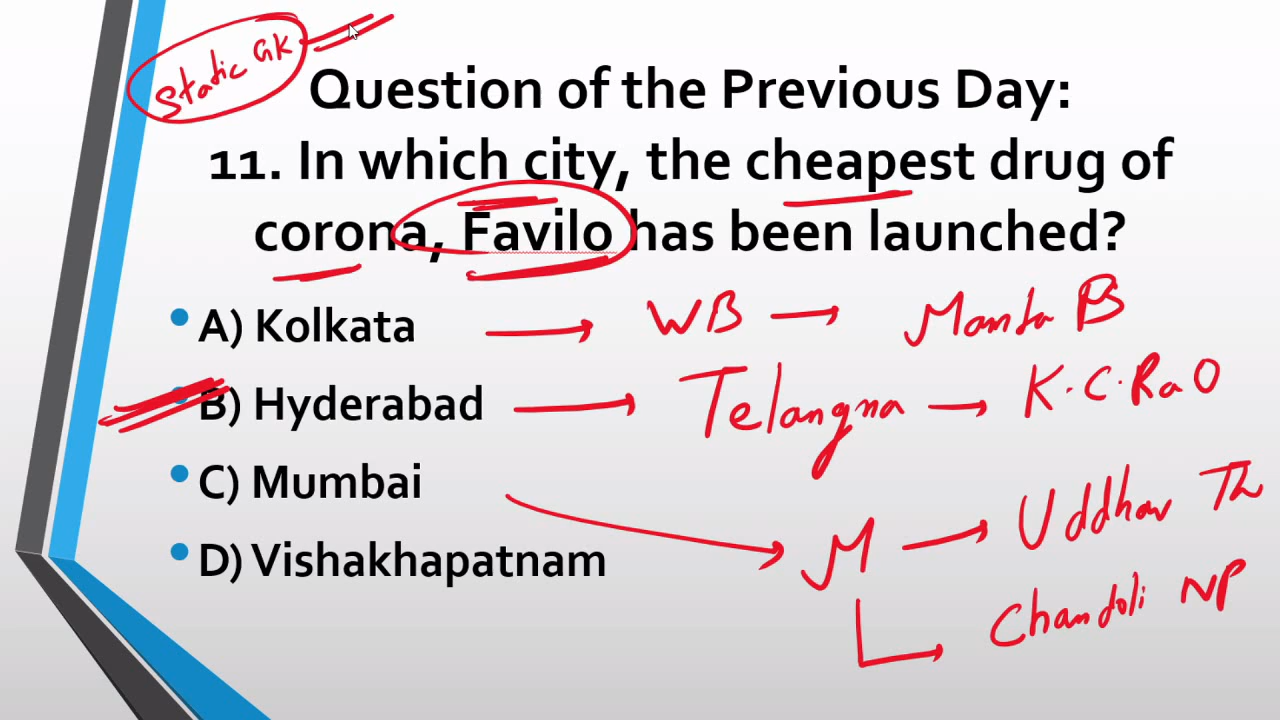 Static GK
Question of the Previous Day:
11. In which city, the cheapest drug of
corona, Favilo has been launched?
A) Kolkata WB Mamta B
B) Hyderabad Telangna K.C.RaO
C) Mumbai
M Uddhav Th
D) Vishakhapatnam
Chandoli NP